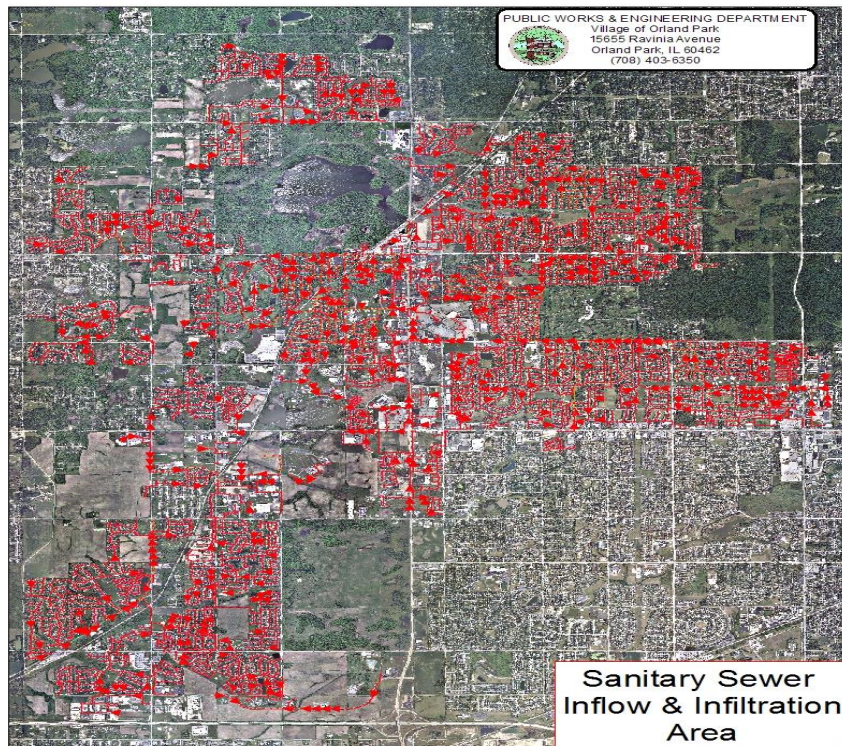 PUBLIC WORKS & ENGINEERING DEPARTMENT
Village of Orland Park
15655 Ravinia Avenue
Orland Park, IL 60462
(708) 403-6350
Sanitary Sewer
Inflow & Infiltration
Area